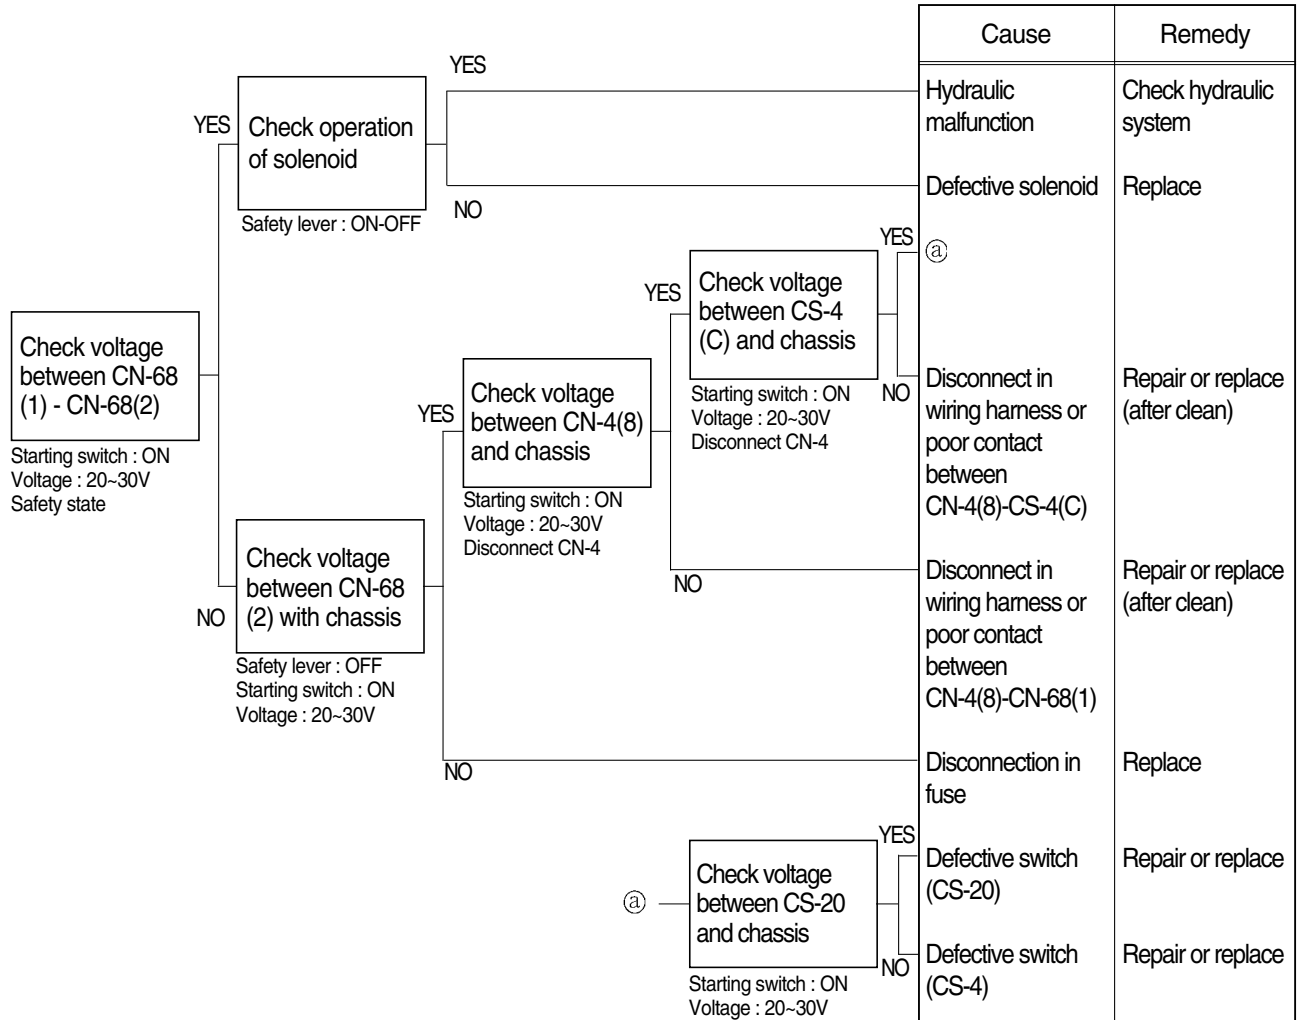 Cause
Remedy
YES
Hydraulic
malfunction
Check hydraulic
system
YES
Check operation
of solenoid
Defective solenoid
Replace
NO
Safety lever : ON-OFF
YES
ⓐ
YES
Check voltage
between CS-4
(C) and chassis
Check voltage
between CN-68
(1) - CN-68(2)
Starting switch : ON
Voltage : 20~30V
Safety state
YES
Check voltage
between CN-4(8)
and chassis
Starting switch : ON
Voltage : 20~30V
Disconnect CN-4
NO
Disconnect in
wiring harness or
poor contact
between
CN-4(8)-CS-4(C)
Repair or replace
(after clean)
Starting switch : ON
Voltage : 20~30V
Disconnect CN-4
NO
Check voltage
between CN-68
(2) with chassis
Safety lever : OFF
Starting switch : ON
Voltage : 20~30V
NO
Disconnect in
wiring harness or
poor contact
between
CN-4(8)-CN-68(1)
Repair or replace
(after clean)
NO
Disconnection in
fuse
Replace
ⓐ
Check voltage
between CS-20
and chassis
Starting switch : ON
Voltage : 20~30V
YES
Defective switch
(CS-20)
Repair or replace
NO
Defective switch
(CS-4)
Repair or replace